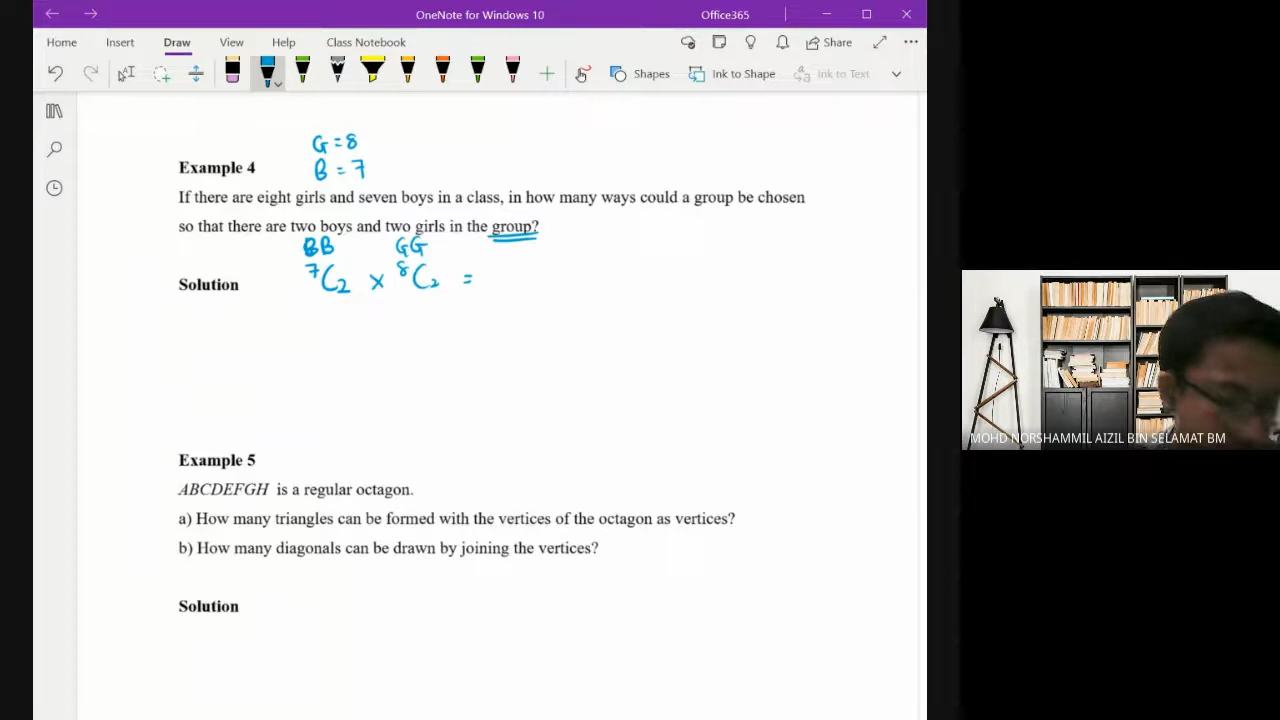 OneNote for Windows 10
Office365
Home Insert Draw View Help Class Notebook
Share
Shapes Ink to Shape Ink to Text
G = 8
B = 7
Example 4
If there are eight girls and seven boys in a class, in how many ways could a group be chosen
so that there are two boys and two girls in the group?
BB GG
Solution ⁷C₂ × ⁸C₂ =
Example 5
ABCDEFGH is a regular octagon.
a) How many triangles can be formed with the vertices of the octagon as vertices?
b) How many diagonals can be drawn by joining the vertices?
Solution
MOHD NORSHAMMIL AIZIL BIN SELAMAT BM